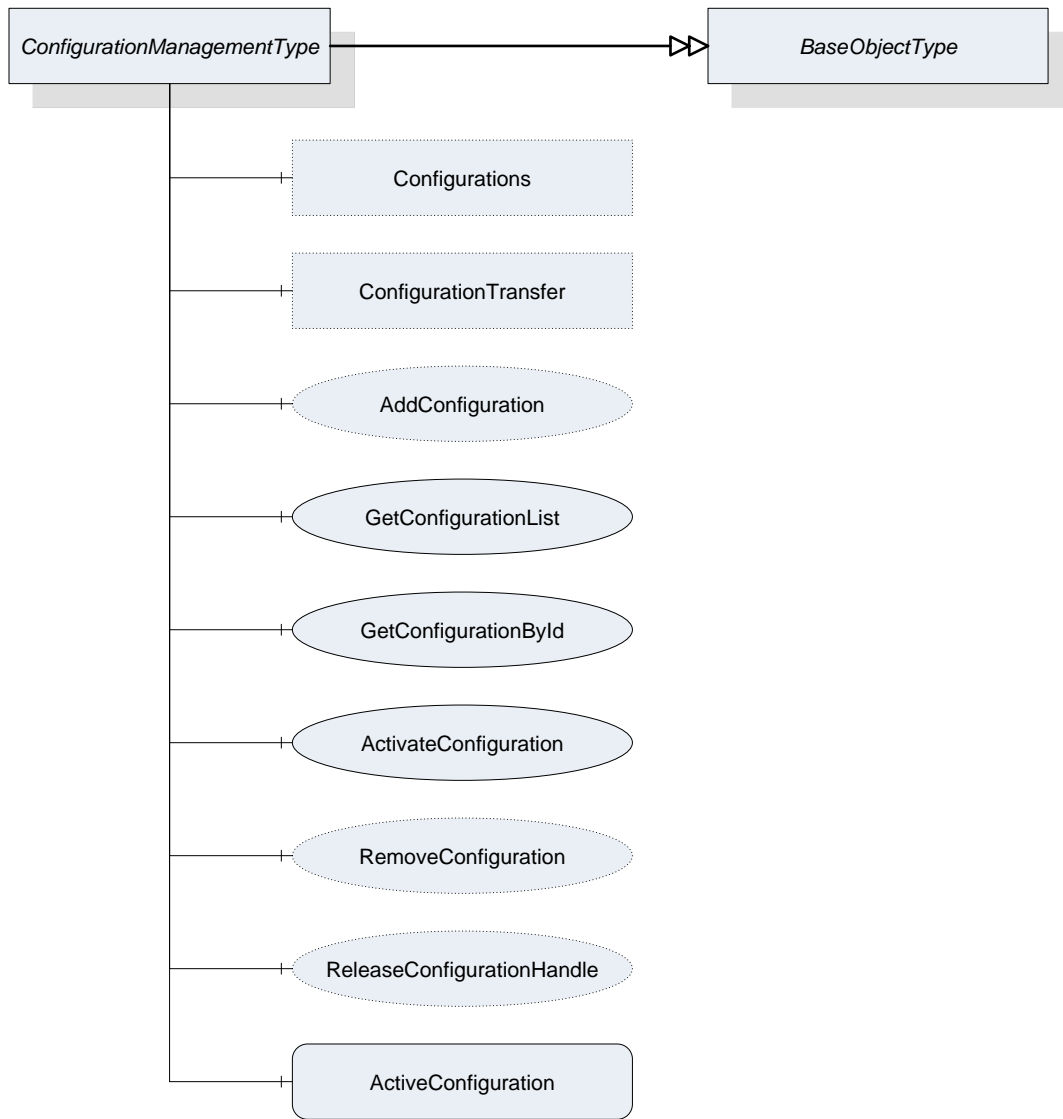 ConfigurationManagementType
BaseObjectType
Configurations
ConfigurationTransfer
AddConfiguration
GetConfigurationList
GetConfigurationById
ActivateConfiguration
RemoveConfiguration
ReleaseConfigurationHandle
ActiveConfiguration